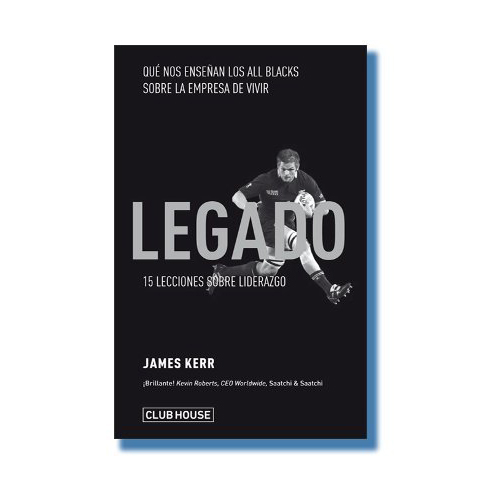 QUÉ NOS ENSEÑAN LOS ALL BLACKS
SOBRE LA EMPRESA DE VIVIR
LEGADO
15 LECCIONES SOBRE LIDERAZGO
JAMES KERR
¡Brillante! Kevin Roberts, CEO Worldwide, Saatchi & Saatchi
CLUB HOUSE